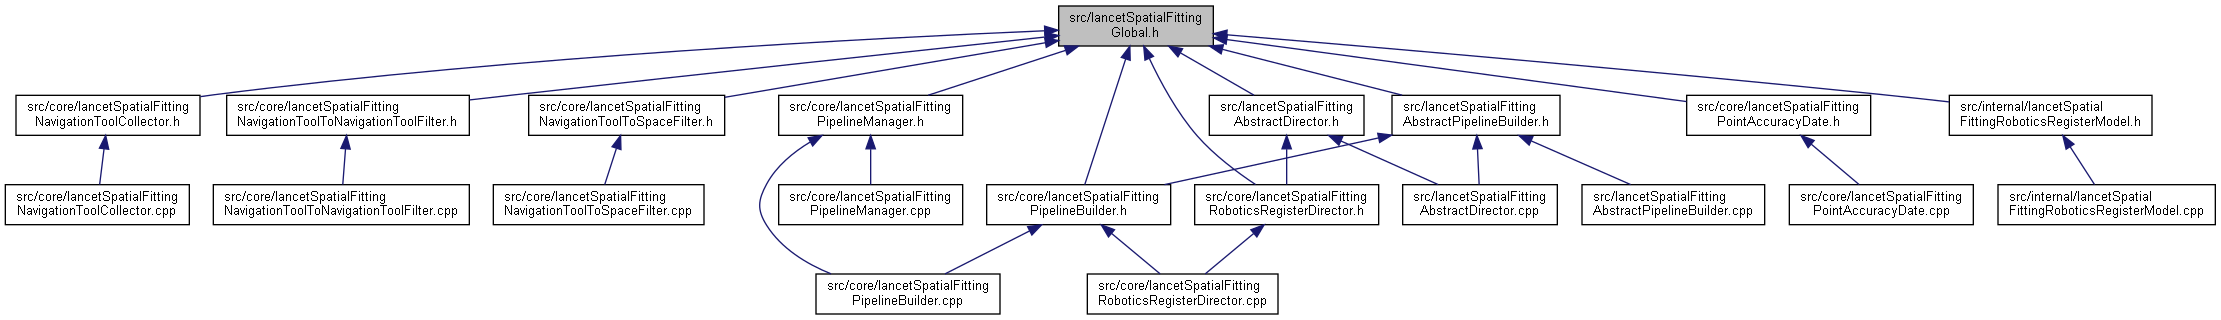 src/lancetSpatialFitting
Global.h
src/core/lancetSpatialFitting
NavigationToolCollector.h
src/core/lancetSpatialFitting
NavigationToolToNavigationToolFilter.h
src/core/lancetSpatialFitting
NavigationToolToSpaceFilter.h
src/core/lancetSpatialFitting
PipelineManager.h
src/lancetSpatialFitting
AbstractDirector.h
src/lancetSpatialFitting
AbstractPipelineBuilder.h
src/core/lancetSpatialFitting
PointAccuracyDate.h
src/internal/lancetSpatial
FittingRoboticsRegisterModel.h
src/core/lancetSpatialFitting
NavigationToolCollector.cpp
src/core/lancetSpatialFitting
NavigationToolToNavigationToolFilter.cpp
src/core/lancetSpatialFitting
NavigationToolToSpaceFilter.cpp
src/core/lancetSpatialFitting
PipelineManager.cpp
src/core/lancetSpatialFitting
PipelineBuilder.h
src/core/lancetSpatialFitting
RoboticsRegisterDirector.h
src/lancetSpatialFitting
AbstractDirector.cpp
src/lancetSpatialFitting
AbstractPipelineBuilder.cpp
src/core/lancetSpatialFitting
PointAccuracyDate.cpp
src/internal/lancetSpatial
FittingRoboticsRegisterModel.cpp
src/core/lancetSpatialFitting
PipelineBuilder.cpp
src/core/lancetSpatialFitting
RoboticsRegisterDirector.cpp